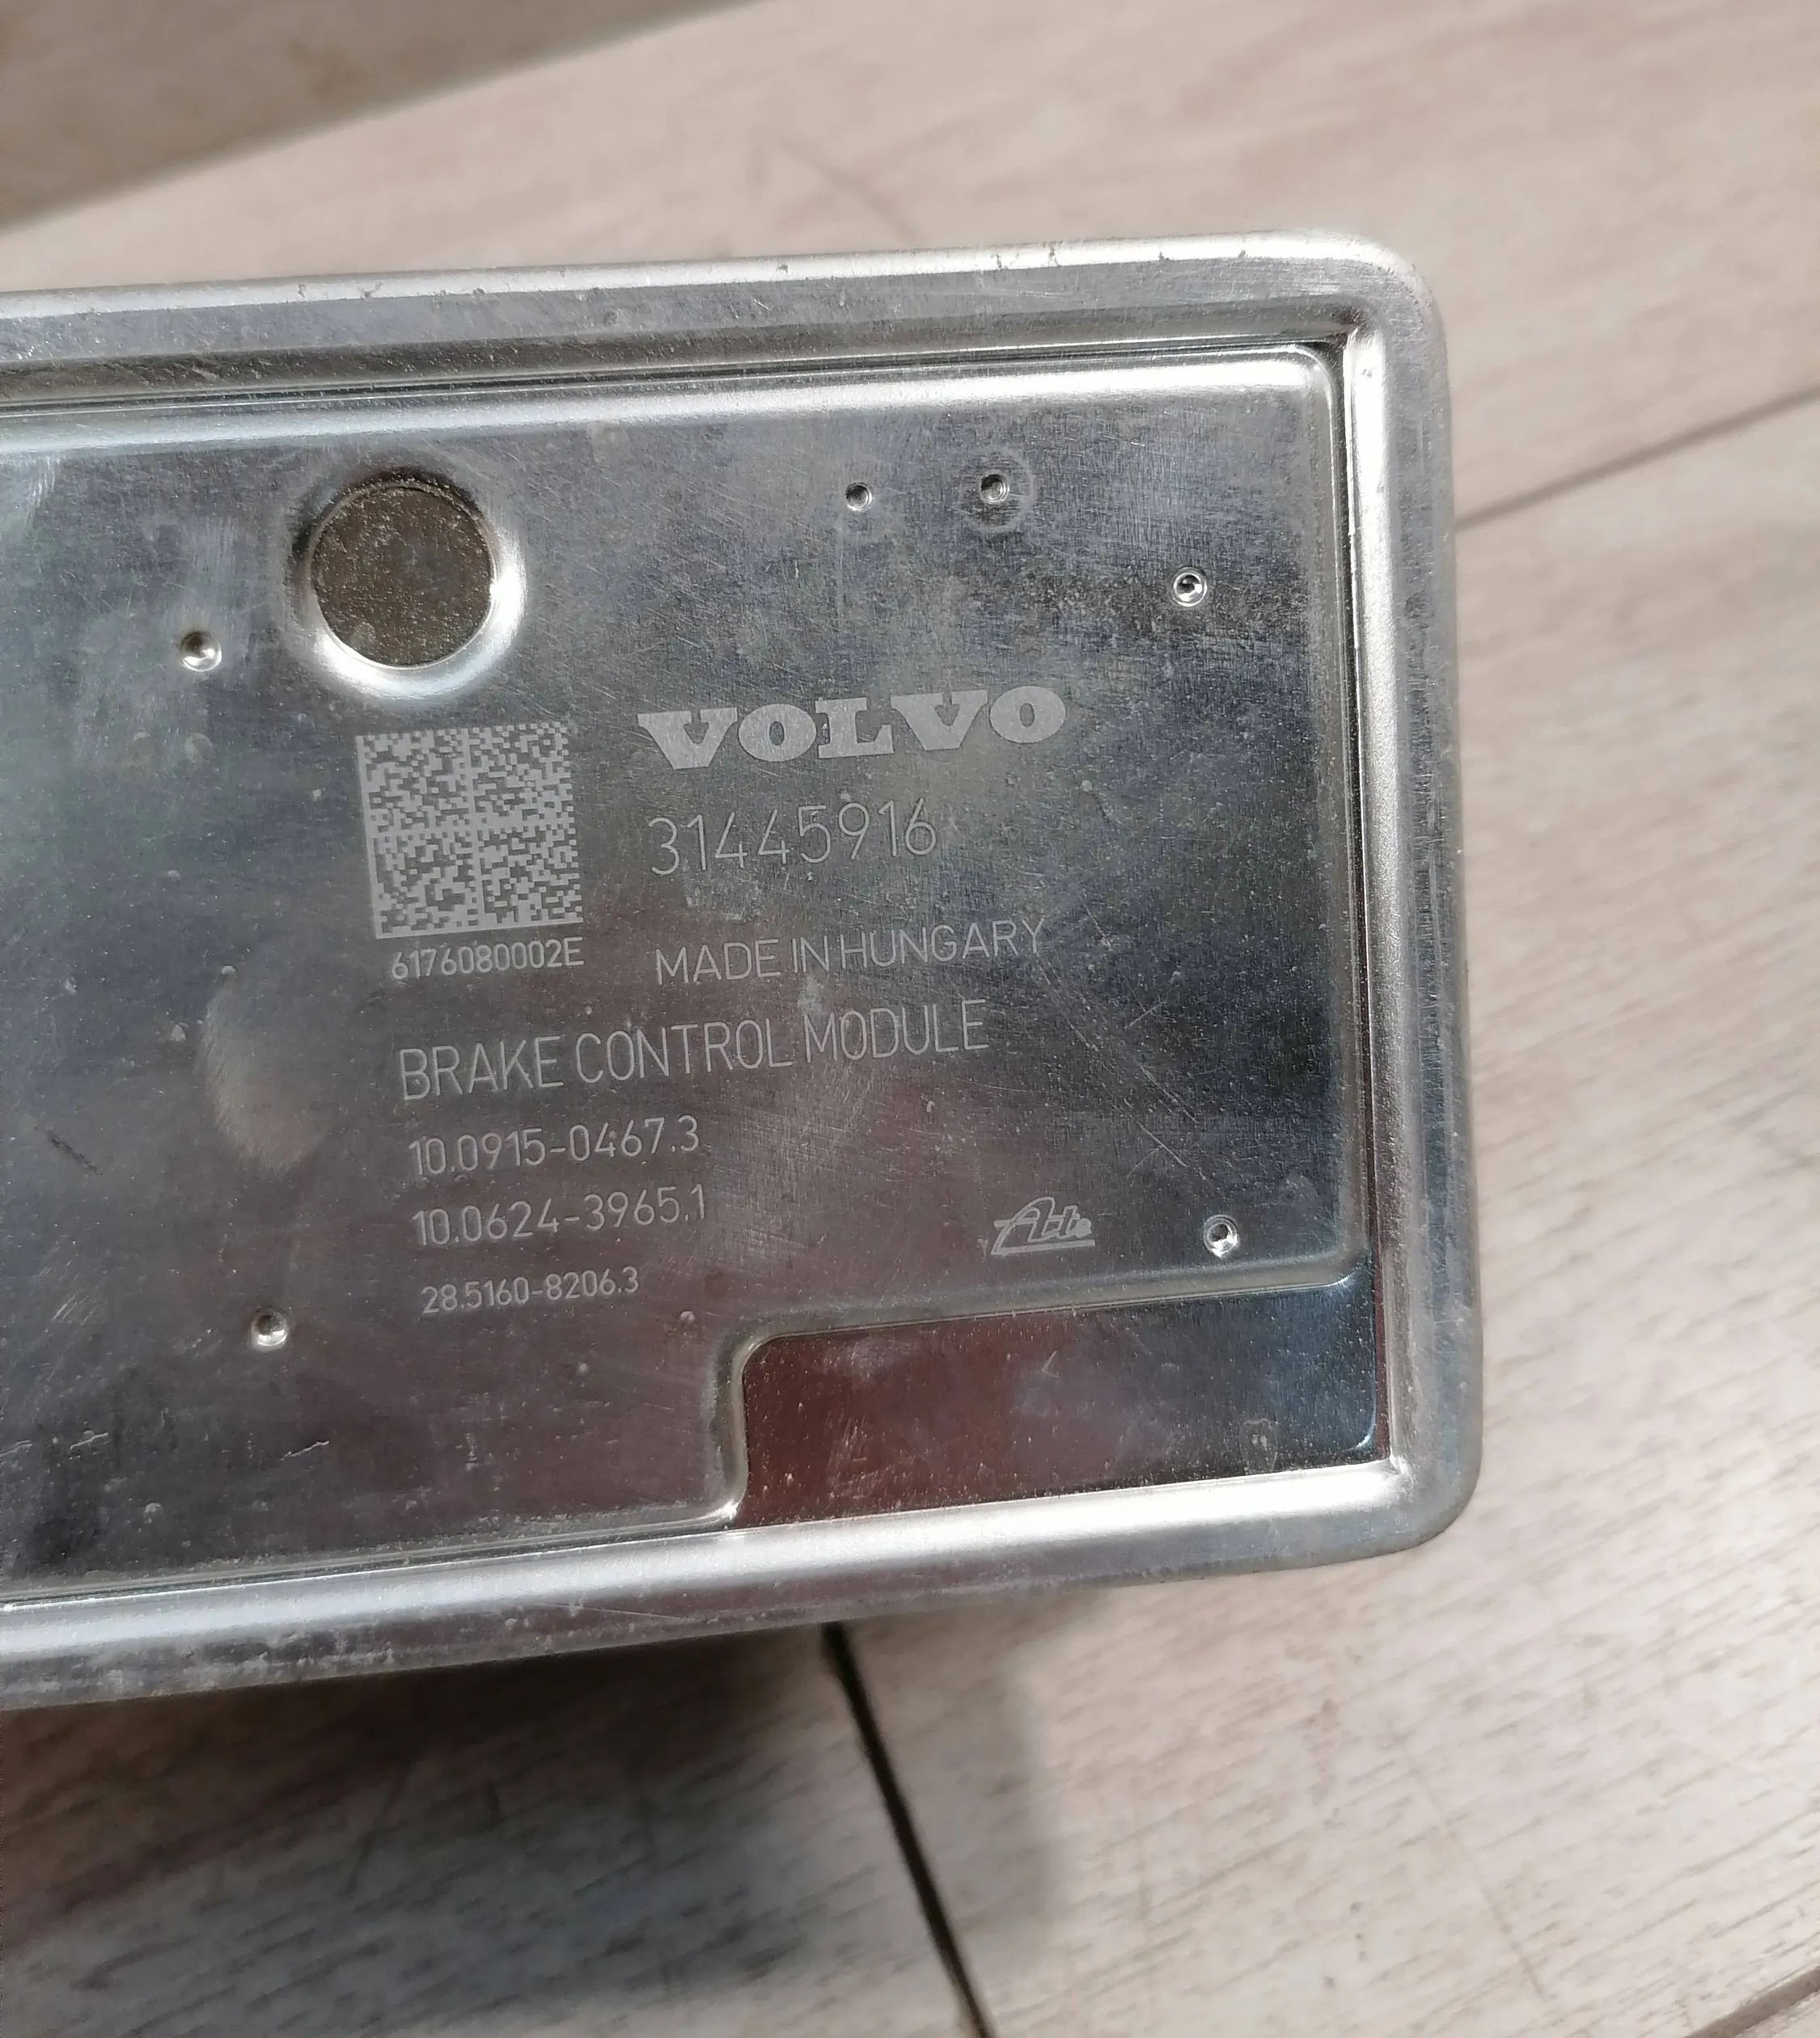 VOLVO
31445916
6176080002E
MADE IN HUNGARY
BRAKE CONTROL MODULE
10.0915-0467.3
10.0624-3965.1
Ate
28.5160-8206.3